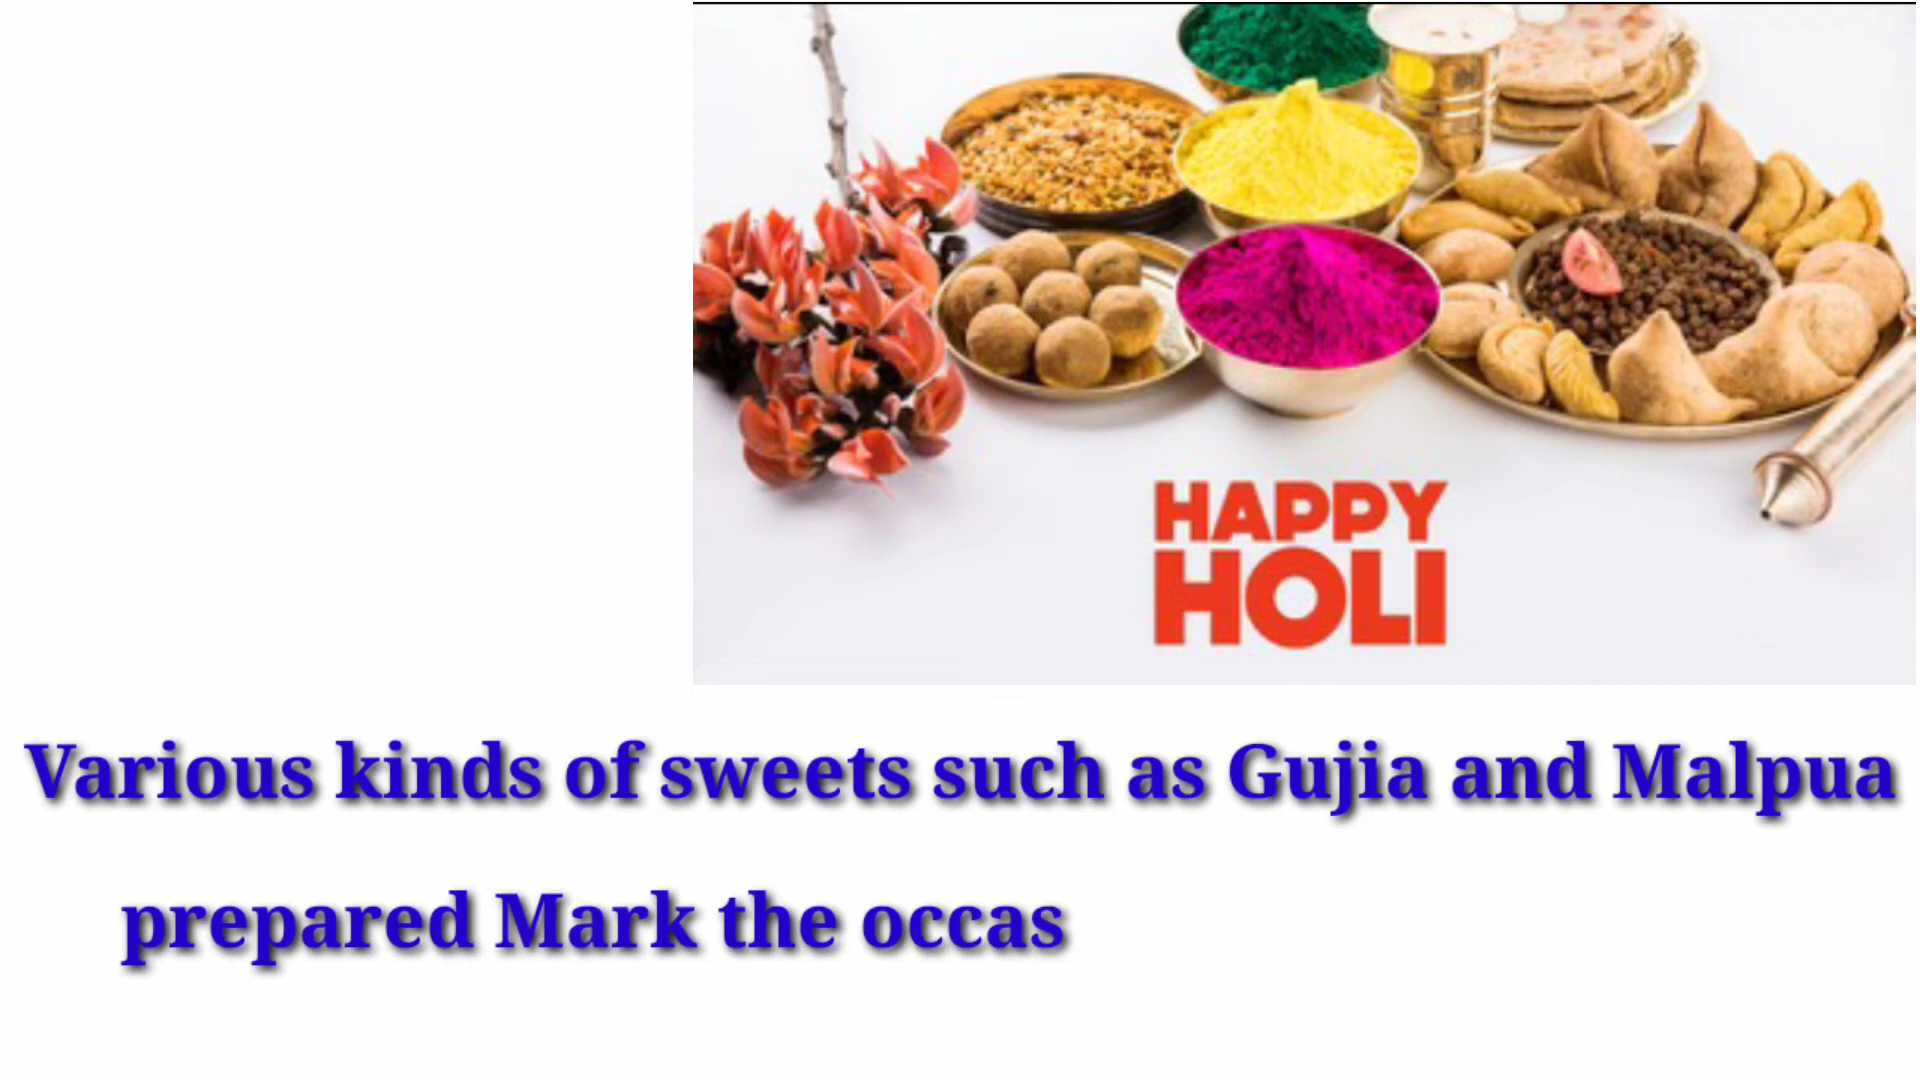 HAPPY
HOLI
Various kinds of sweets such as Gujia and Malpua
prepared Mark the occas